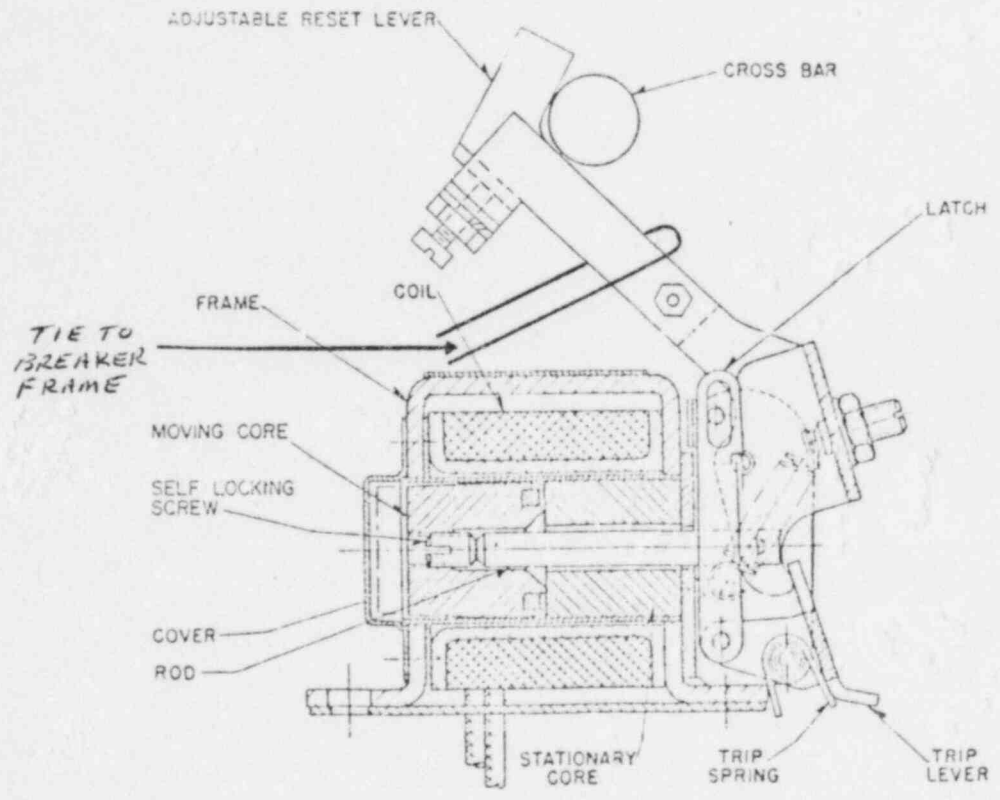 ADJUSTABLE RESET LEVER
CROSS BAR
LATCH
FRAME
COIL
TIE TO
BREAKER
FRAME
MOVING CORE
SELF LOCKING
SCREW
COVER
ROD
STATIONARY
CORE
TRIP
SPRING
TRIP
LEVER